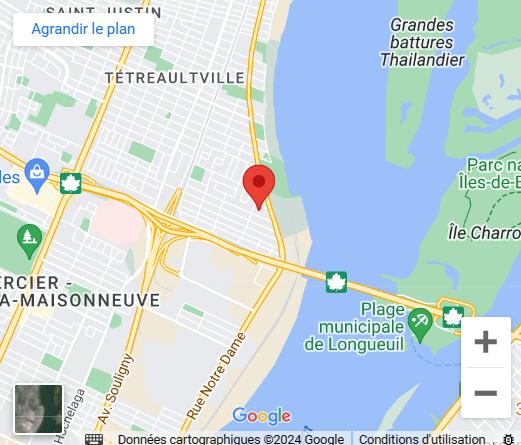 SAINT-JUSTIN
Agrandir le plan
Grandes
battures
Thailandier
TÉTREAULTVILLE
Parc na
Îles-de-B
les
Île Charro
ERCIER -
A-MAISONNEUVE
Plage
municipale
de Longueuil
Rue Notre-Dame
Av. Souligny
Hochelaga
+
−
Google
Données cartographiques ©2024 Google
Conditions d'utilisation